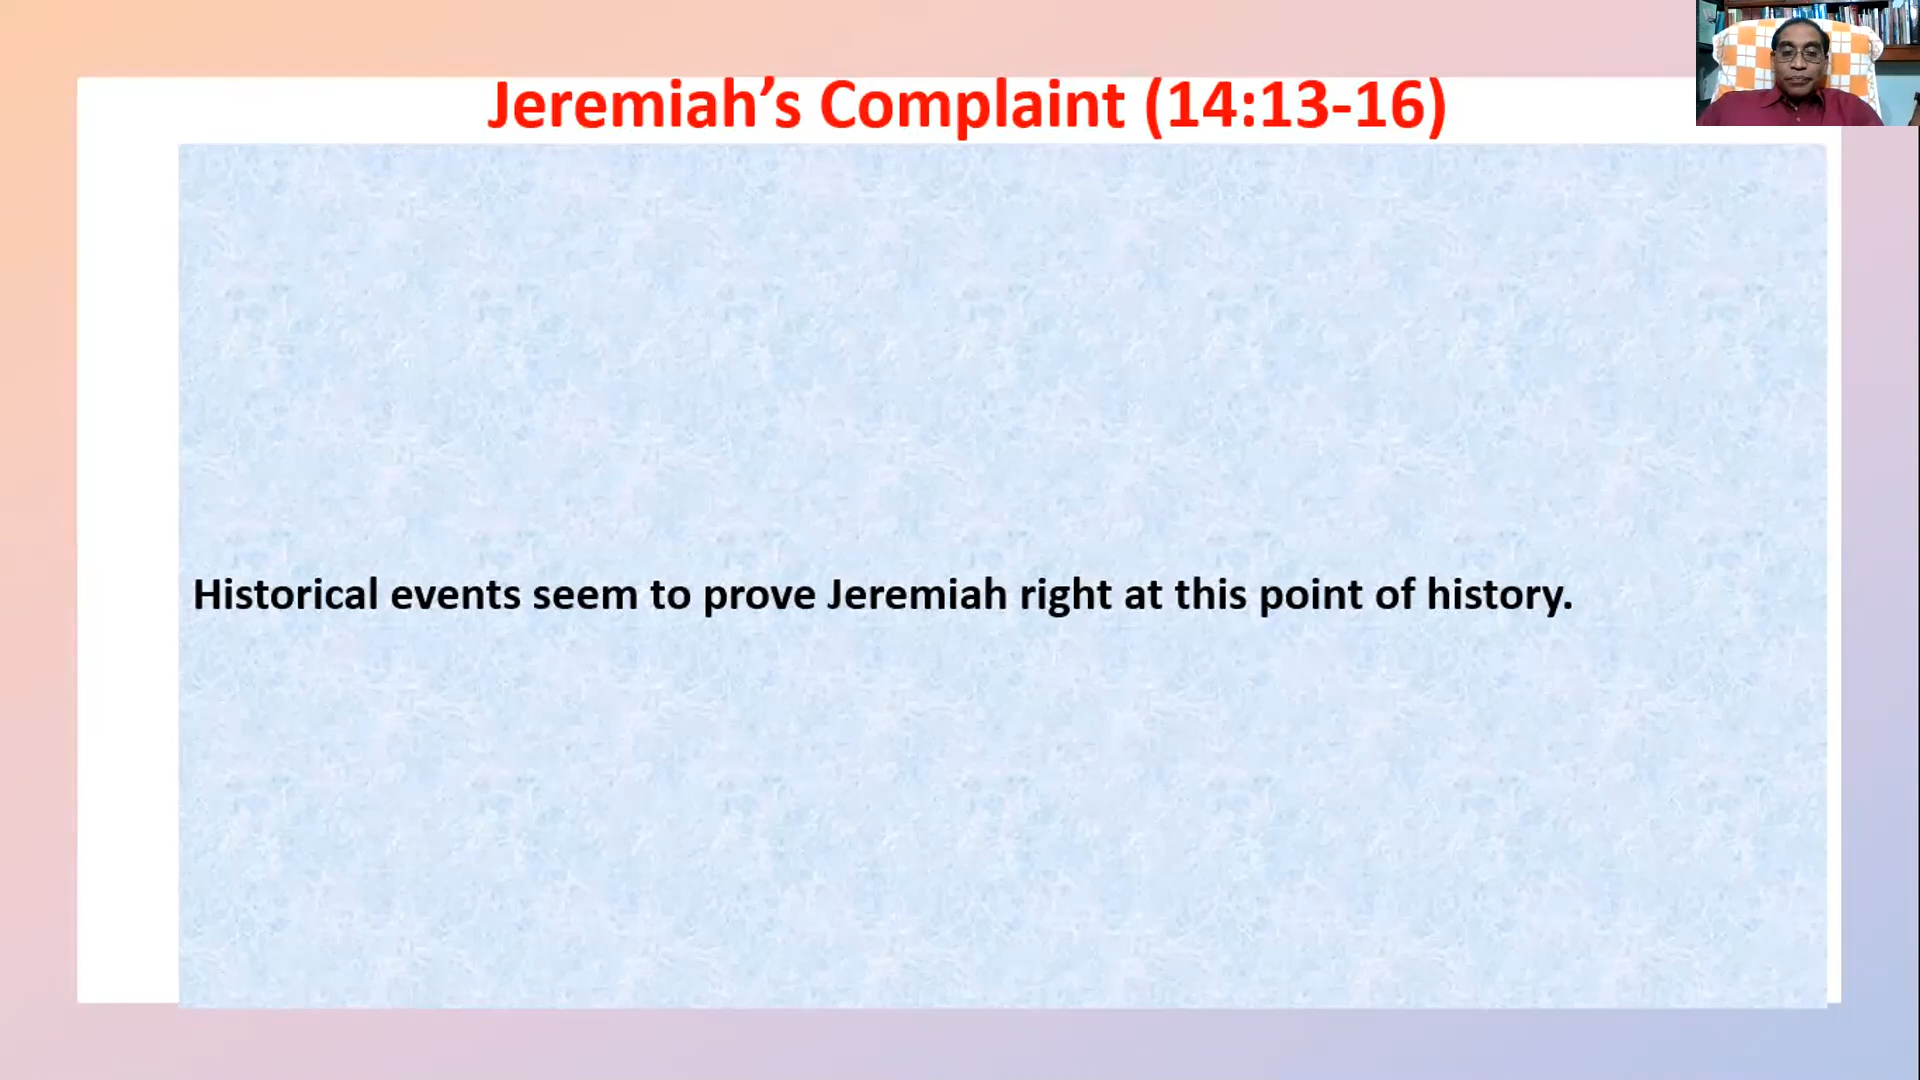 Jeremiah’s Complaint (14:13-16)
Historical events seem to prove Jeremiah right at this point of history.